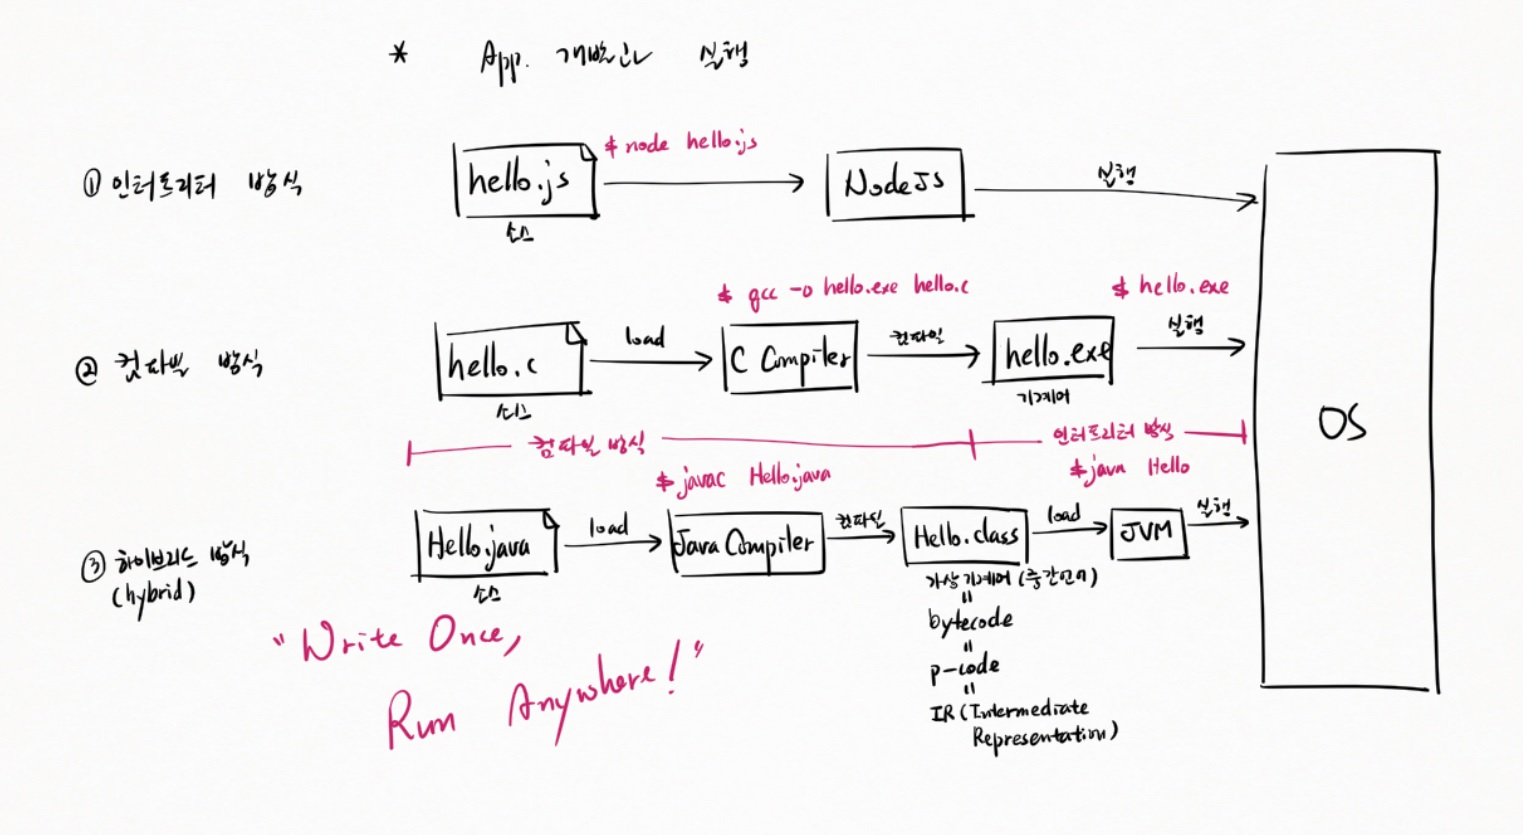 * App. 개발과 실행
① 인터프리터 방식
hello.js
소스
$ node hello.js
NodeJS
실행
② 컴파일 방식
hello.c
소스
load
$ gcc -o hello.exe hello.c
C Compiler
컴파일
hello.exe
기계어
$ hello.exe
실행
OS
컴파일 방식
인터프리터 방식
③ 하이브리드 방식
(hybrid)
Hello.java
소스
load
$ javac Hello.java
Java Compiler
컴파일
Hello.class
가상기계어 (중간언어)
=
bytecode
=
p-code
=
IR (Intermediate
Representation)
load
$ java Hello
JVM
실행
"Write Once,
Run Anywhere!"